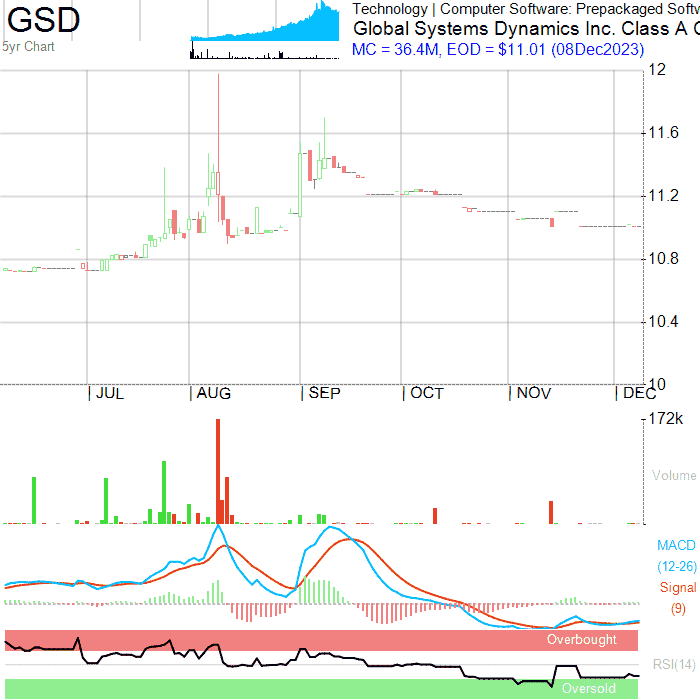 GSD
5yr Chart
Technology | Computer Software: Prepackaged Softw
Global Systems Dynamics Inc. Class A C
MC = 36.4M, EOD = $11.01 (08Dec2023)
12
11.6
11.2
10.8
10.4
10
JUL AUG SEP OCT NOV DEC
172k
Volume
MACD
(12-26)
Signal
(9)
Overbought
RSI(14)
Oversold